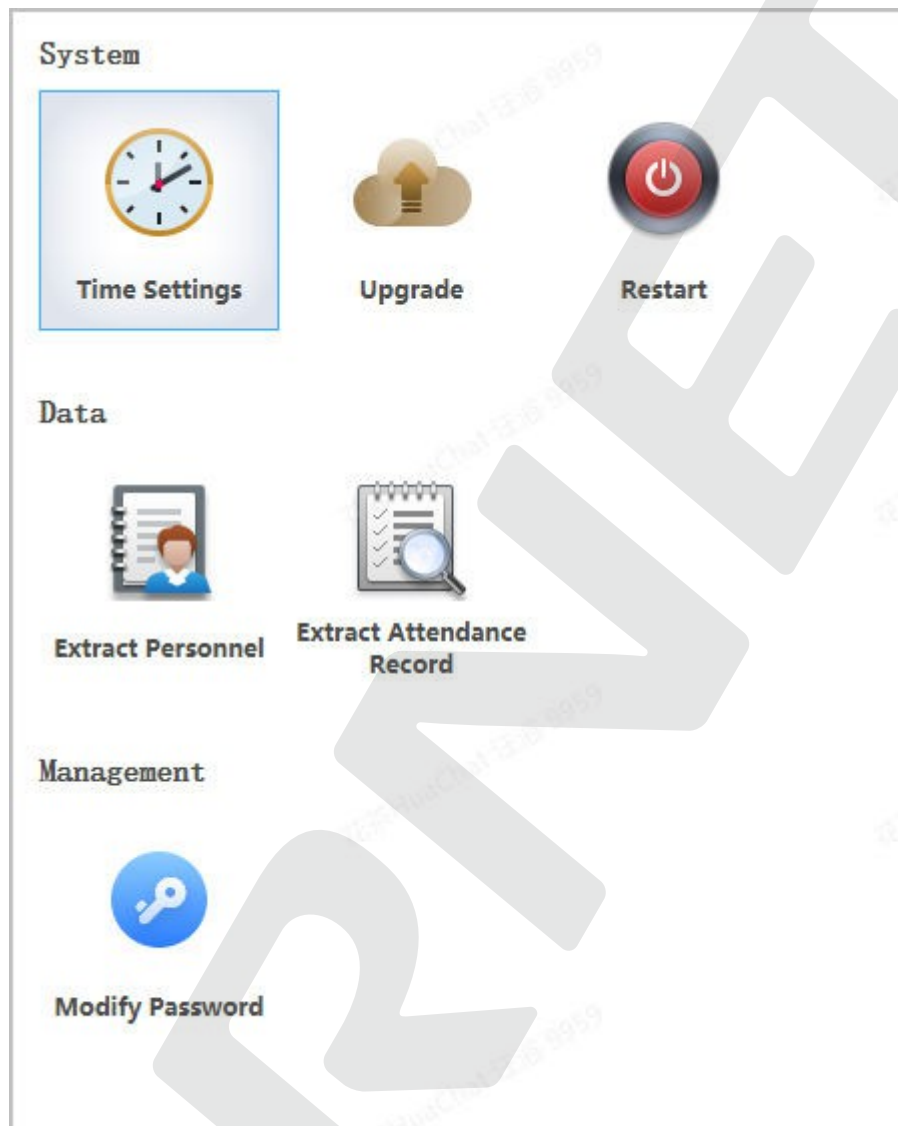 System
Time Settings
Upgrade
Restart
Data
Extract Personnel
Extract Attendance
Record
Management
Modify Password